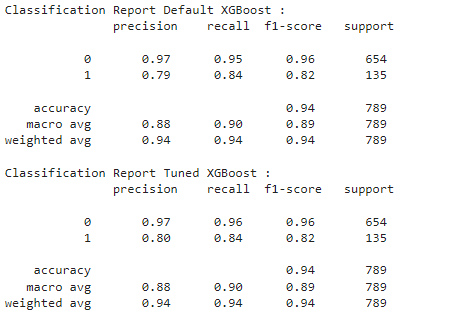 Classification Report Default XGBoost :
precision recall f1-score support
0 0.97 0.95 0.96 654
1 0.79 0.84 0.82 135
accuracy 0.94 789
macro avg 0.88 0.90 0.89 789
weighted avg 0.94 0.94 0.94 789
Classification Report Tuned XGBoost :
precision recall f1-score support
0 0.97 0.96 0.96 654
1 0.80 0.84 0.82 135
accuracy 0.94 789
macro avg 0.88 0.90 0.89 789
weighted avg 0.94 0.94 0.94 789